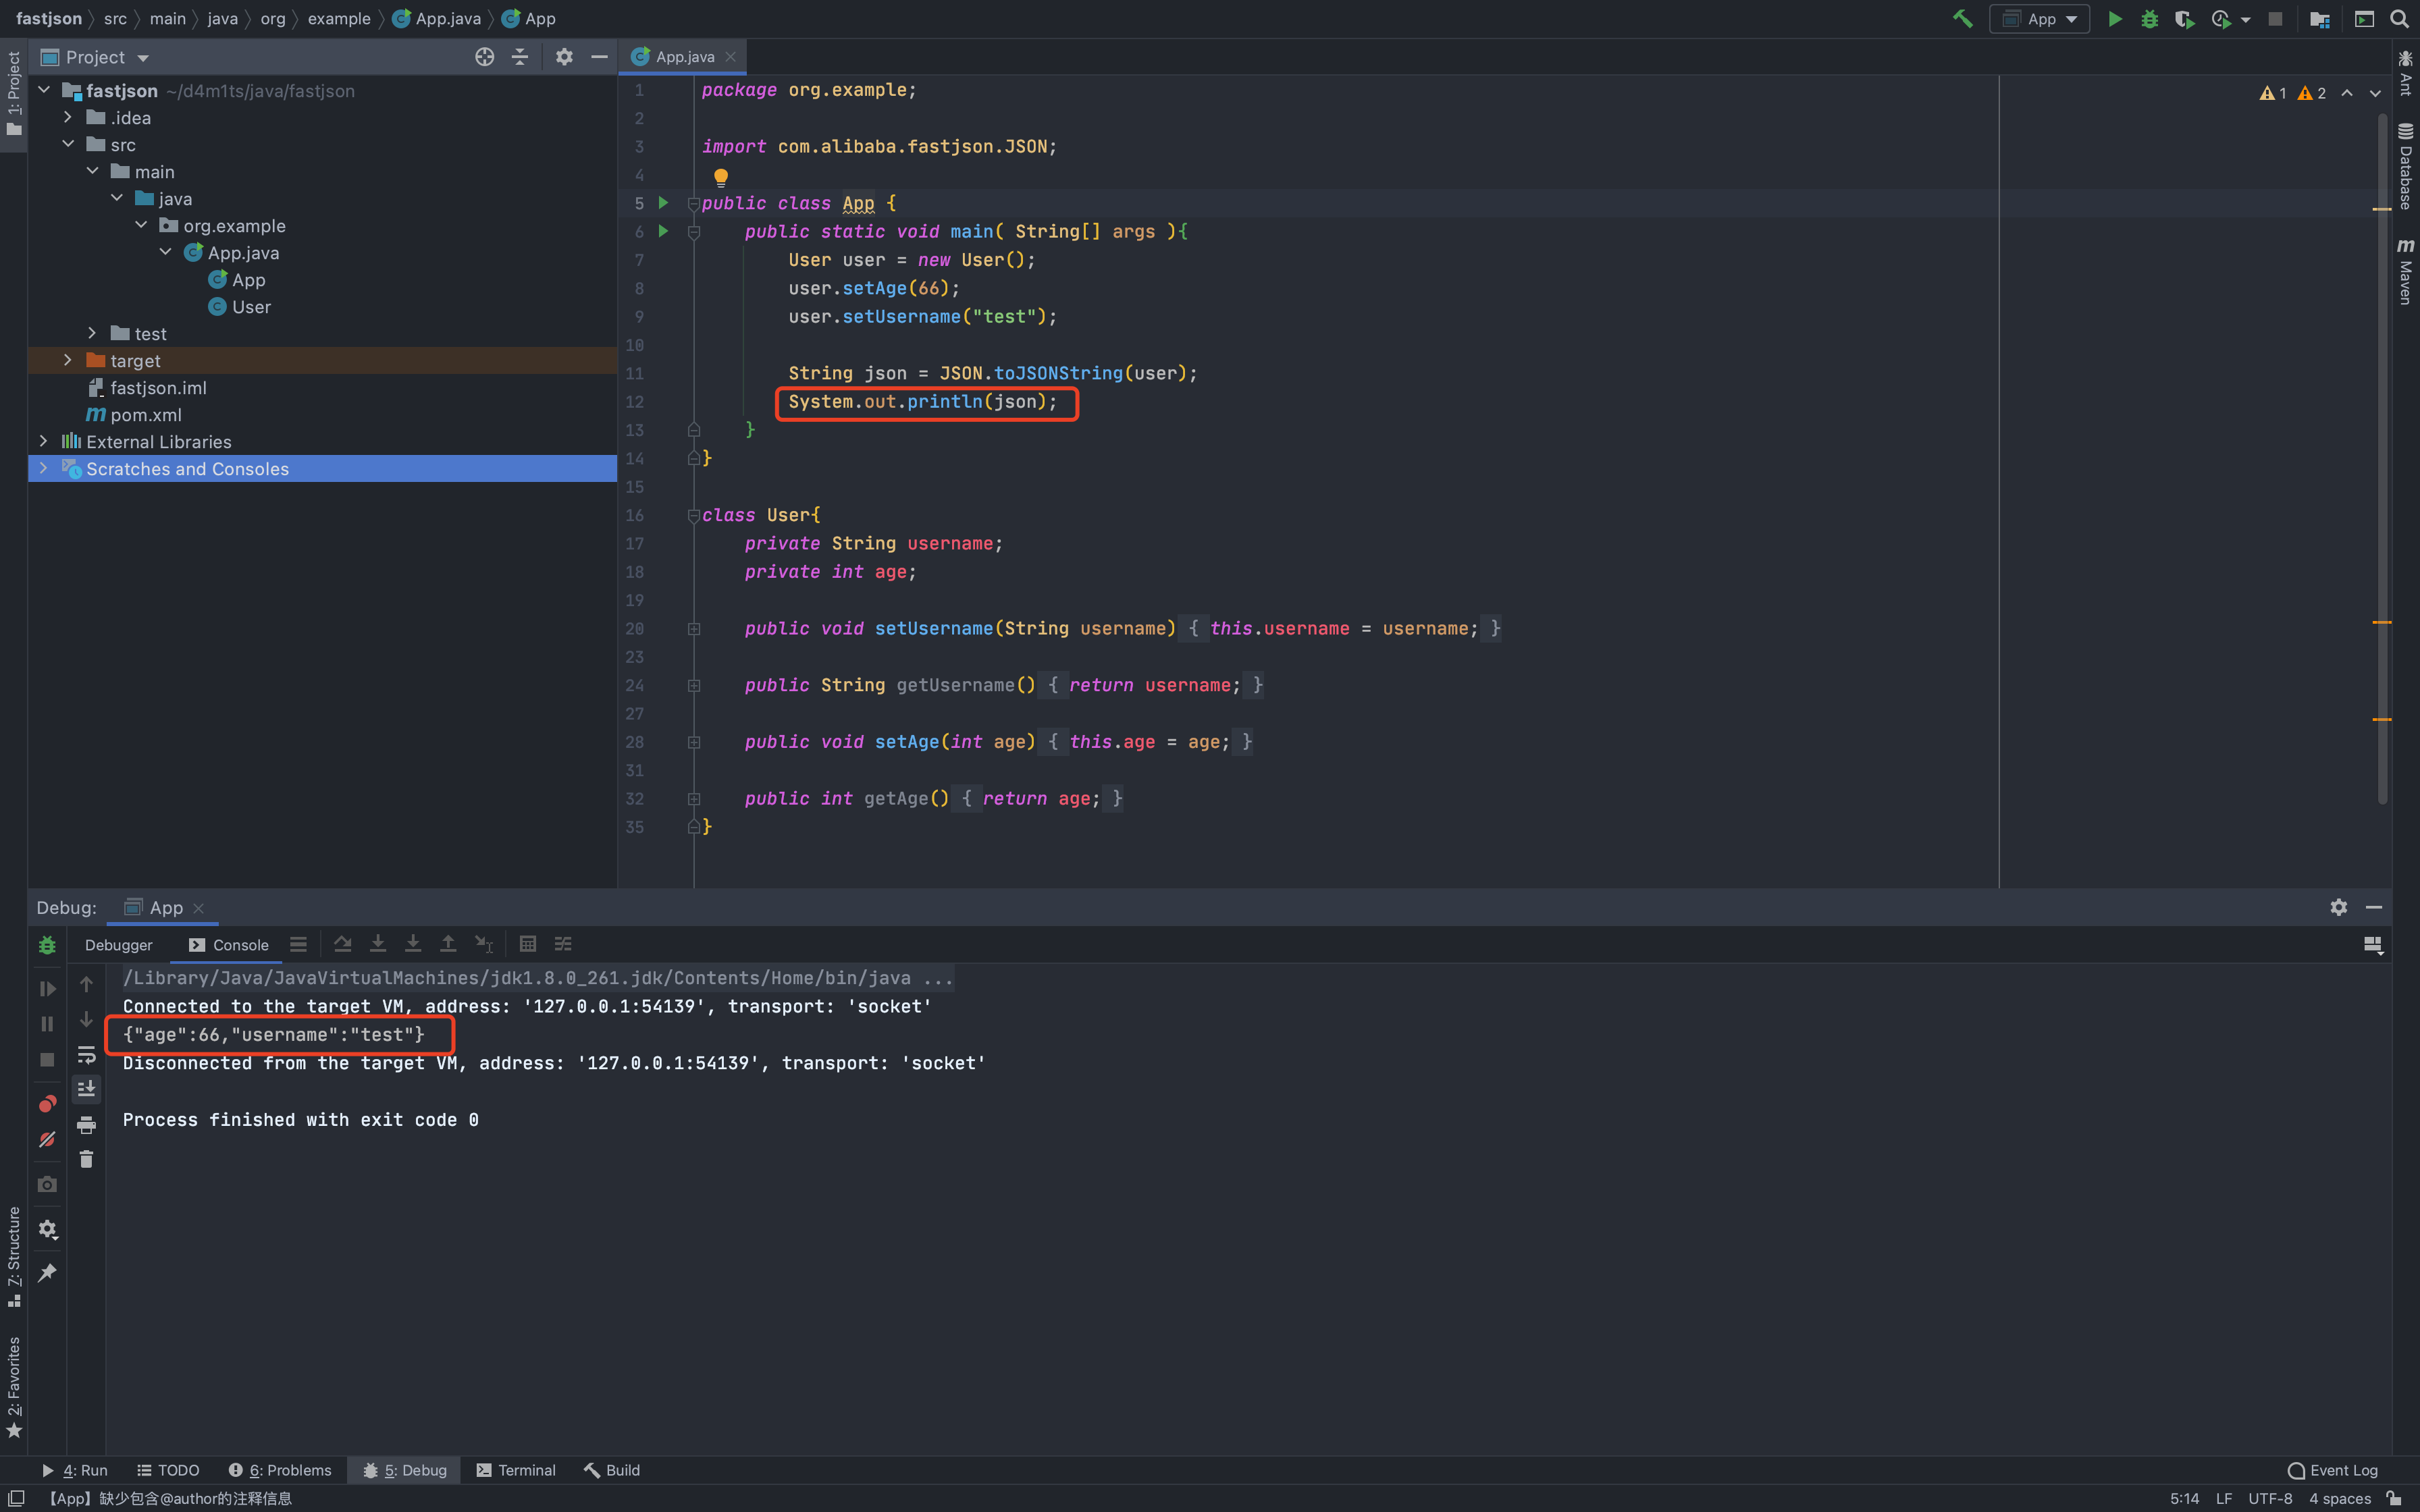 fastjson src main java org example App.java App
App
1: Project
Project
App.java
fastjson ~/d4m1ts/java/fastjson
.idea
src
main
java
org.example
App.java
App
User
test
target
fastjson.iml
pom.xml
External Libraries
Scratches and Consoles
1 package org.example;
2
3 import com.alibaba.fastjson.JSON;
4
5 public class App {
6 public static void main( String[] args ){
7 User user = new User();
8 user.setAge(66);
9 user.setUsername("test");
10
11 String json = JSON.toJSONString(user);
12 System.out.println(json);
13 }
14 }
15
16 class User{
17 private String username;
18 private int age;
19
20 public void setUsername(String username) { this.username = username; }
23
24 public String getUsername() { return username; }
27
28 public void setAge(int age) { this.age = age; }
31
32 public int getAge() { return age; }
35 }
1 2
Ant
Database
m Maven
Debug: App
Debugger Console
/Library/Java/JavaVirtualMachines/jdk1.8.0_261.jdk/Contents/Home/bin/java ...
Connected to the target VM, address: '127.0.0.1:54139', transport: 'socket'
{"age":66,"username":"test"}
Disconnected from the target VM, address: '127.0.0.1:54139', transport: 'socket'
Process finished with exit code 0
7: Structure
2: Favorites
4: Run TODO 6: Problems 5: Debug Terminal Build Event Log
【App】缺少包含@author的注释信息 5:14 LF UTF-8 4 spaces